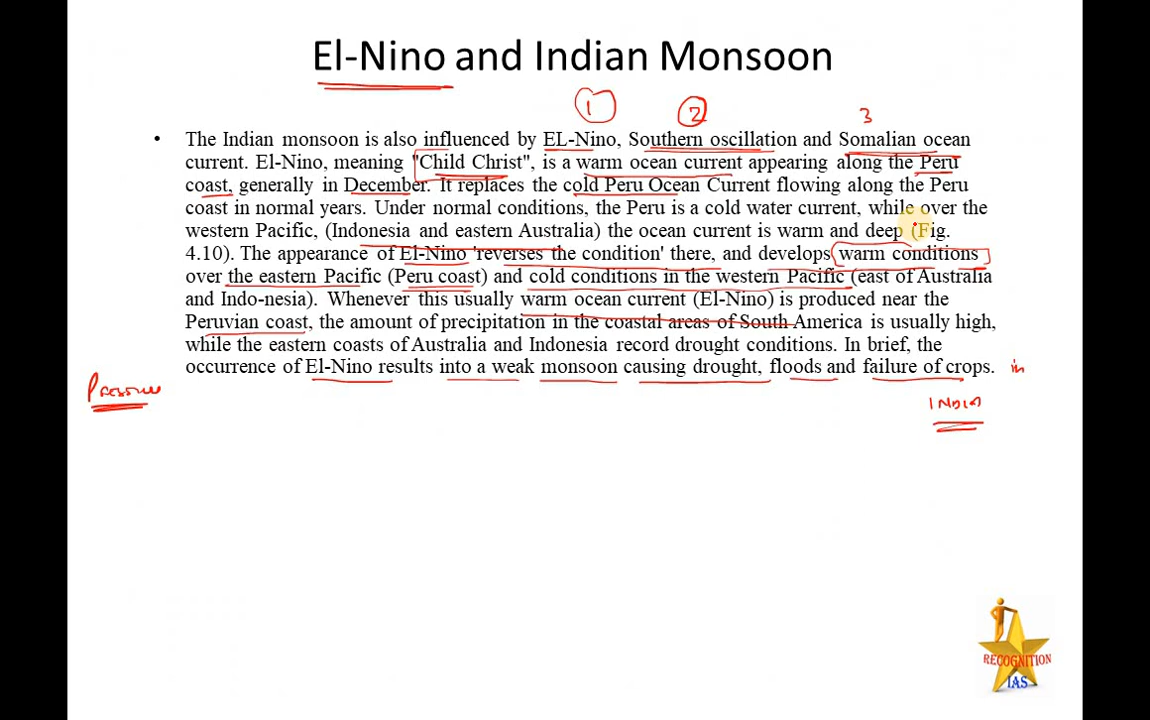 El-Nino and Indian Monsoon
1 2 3
• The Indian monsoon is also influenced by EL-Nino, Southern oscillation and Somalian ocean
current. El-Nino, meaning "Child Christ", is a warm ocean current appearing along the Peru
coast, generally in December. It replaces the cold Peru Ocean Current flowing along the Peru
coast in normal years. Under normal conditions, the Peru is a cold water current, while over the
western Pacific, (Indonesia and eastern Australia) the ocean current is warm and deep (Fig.
4.10). The appearance of El-Nino 'reverses the condition' there, and develops warm conditions
over the eastern Pacific (Peru coast) and cold conditions in the western Pacific (east of Australia
and Indo-nesia). Whenever this usually warm ocean current (El-Nino) is produced near the
Peruvian coast, the amount of precipitation in the coastal areas of South America is usually high,
while the eastern coasts of Australia and Indonesia record drought conditions. In brief, the
occurrence of El-Nino results into a weak monsoon causing drought, floods and failure of crops. in
Pressure
INDIA
RECOGNITION
IAS